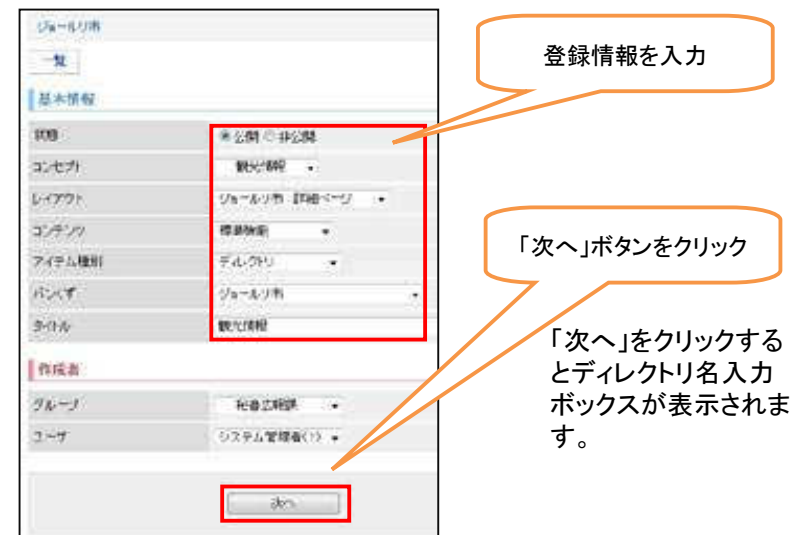 ジョールリ市
一覧
基本情報
状態
公開 非公開
コンセプト
観光情報
レイアウト
ジョールリ市 詳細ページ
コンテンツ
標準機能
アイテム種別
ディレクトリ
パンくず
ジョールリ市
タイトル
観光情報
作成者
グループ
秘書広報課
ユーザ
システム管理者(1)
次へ
登録情報を入力
「次へ」ボタンをクリック
「次へ」をクリックする
とディレクトリ名入力
ボックスが表示されま
す。